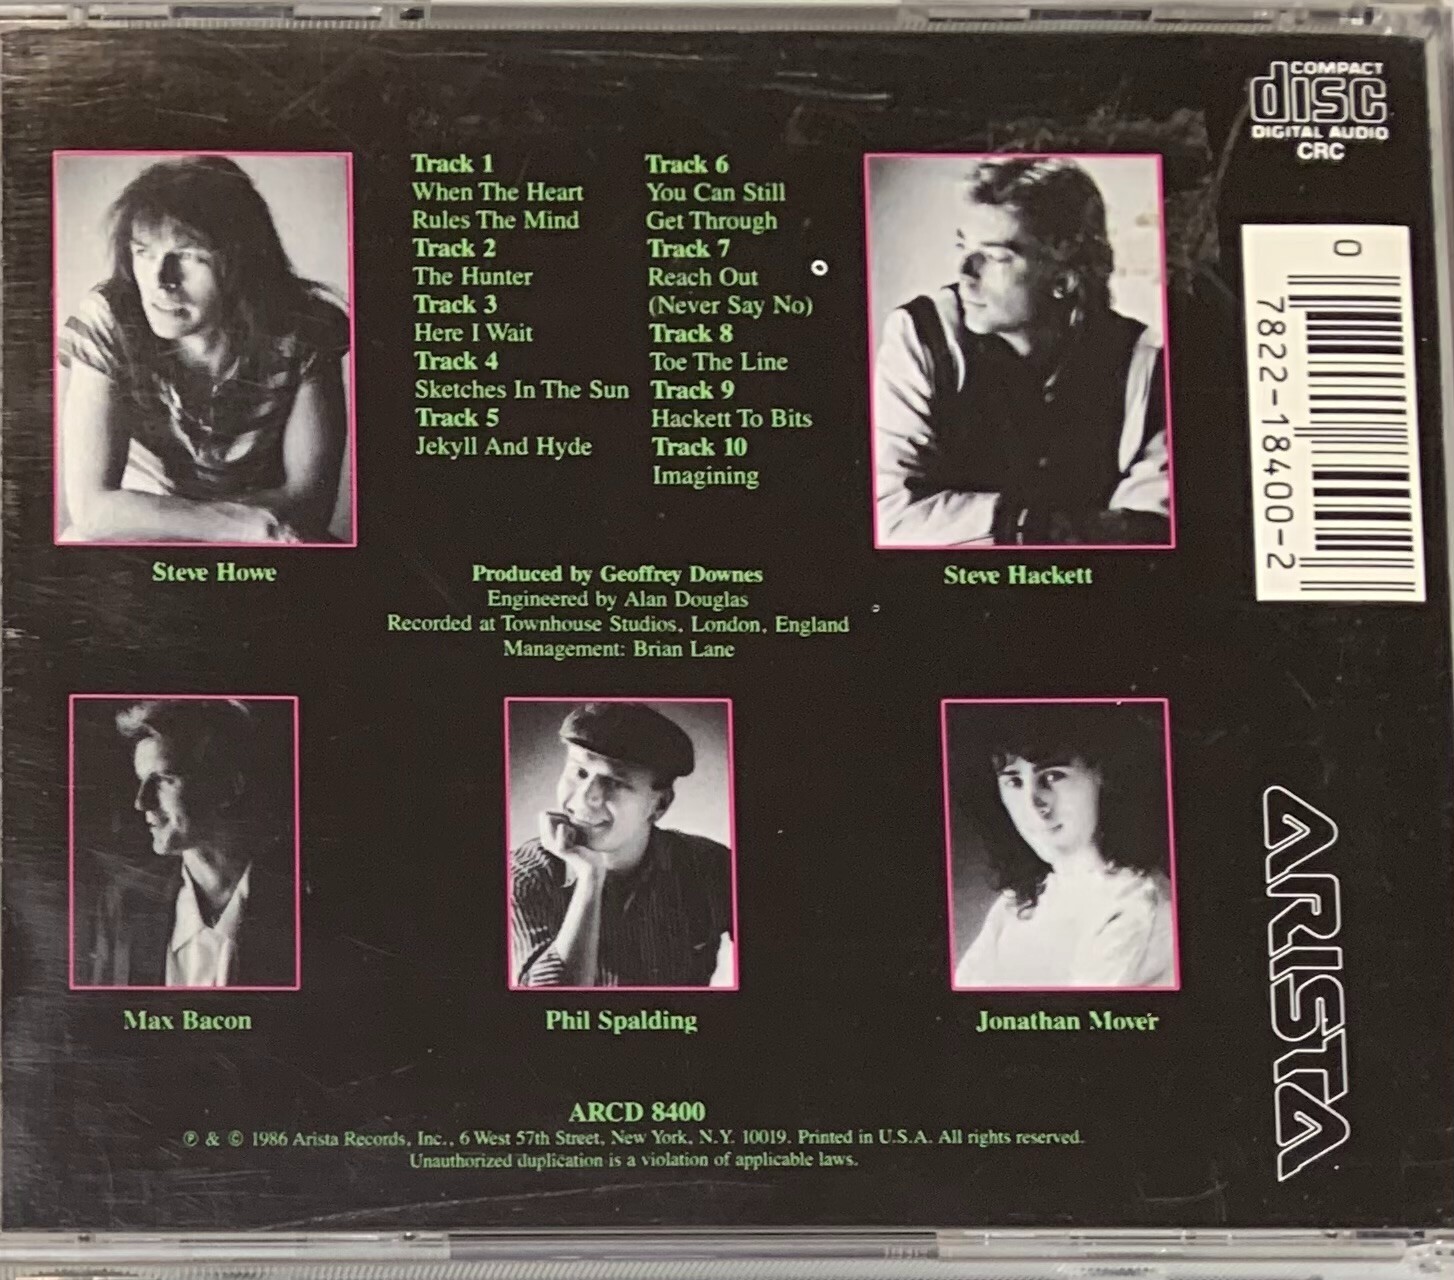 COMPACT
disc
DIGITAL AUDIO
CRC
Track 1
When The Heart
Rules The Mind
Track 2
The Hunter
Track 3
Here I Wait
Track 4
Sketches In The Sun
Track 5
Jekyll And Hyde
Track 6
You Can Still
Get Through
Track 7
Reach Out
(Never Say No)
Track 8
Toe The Line
Track 9
Hackett To Bits
Track 10
Imagining
0
7822-18400-2
Steve Howe
Steve Hackett
Produced by Geoffrey Downes
Engineered by Alan Douglas
Recorded at Townhouse Studios, London, England
Management: Brian Lane
Max Bacon
Phil Spalding
Jonathan Mover
ARISTA
ARCD 8400
℗ & © 1986 Arista Records, Inc., 6 West 57th Street, New York, N.Y. 10019. Printed in U.S.A. All rights reserved.
Unauthorized duplication is a violation of applicable laws.